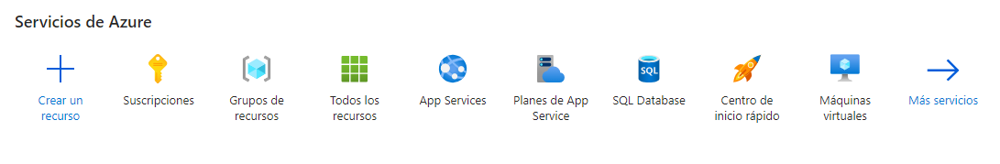 Servicios de Azure
Crear un
recurso
Suscripciones
Grupos de
recursos
Todos los
recursos
App Services
Planes de App
Service
SQL
SQL Database
Centro de
inicio rápido
Máquinas
virtuales
Más servicios